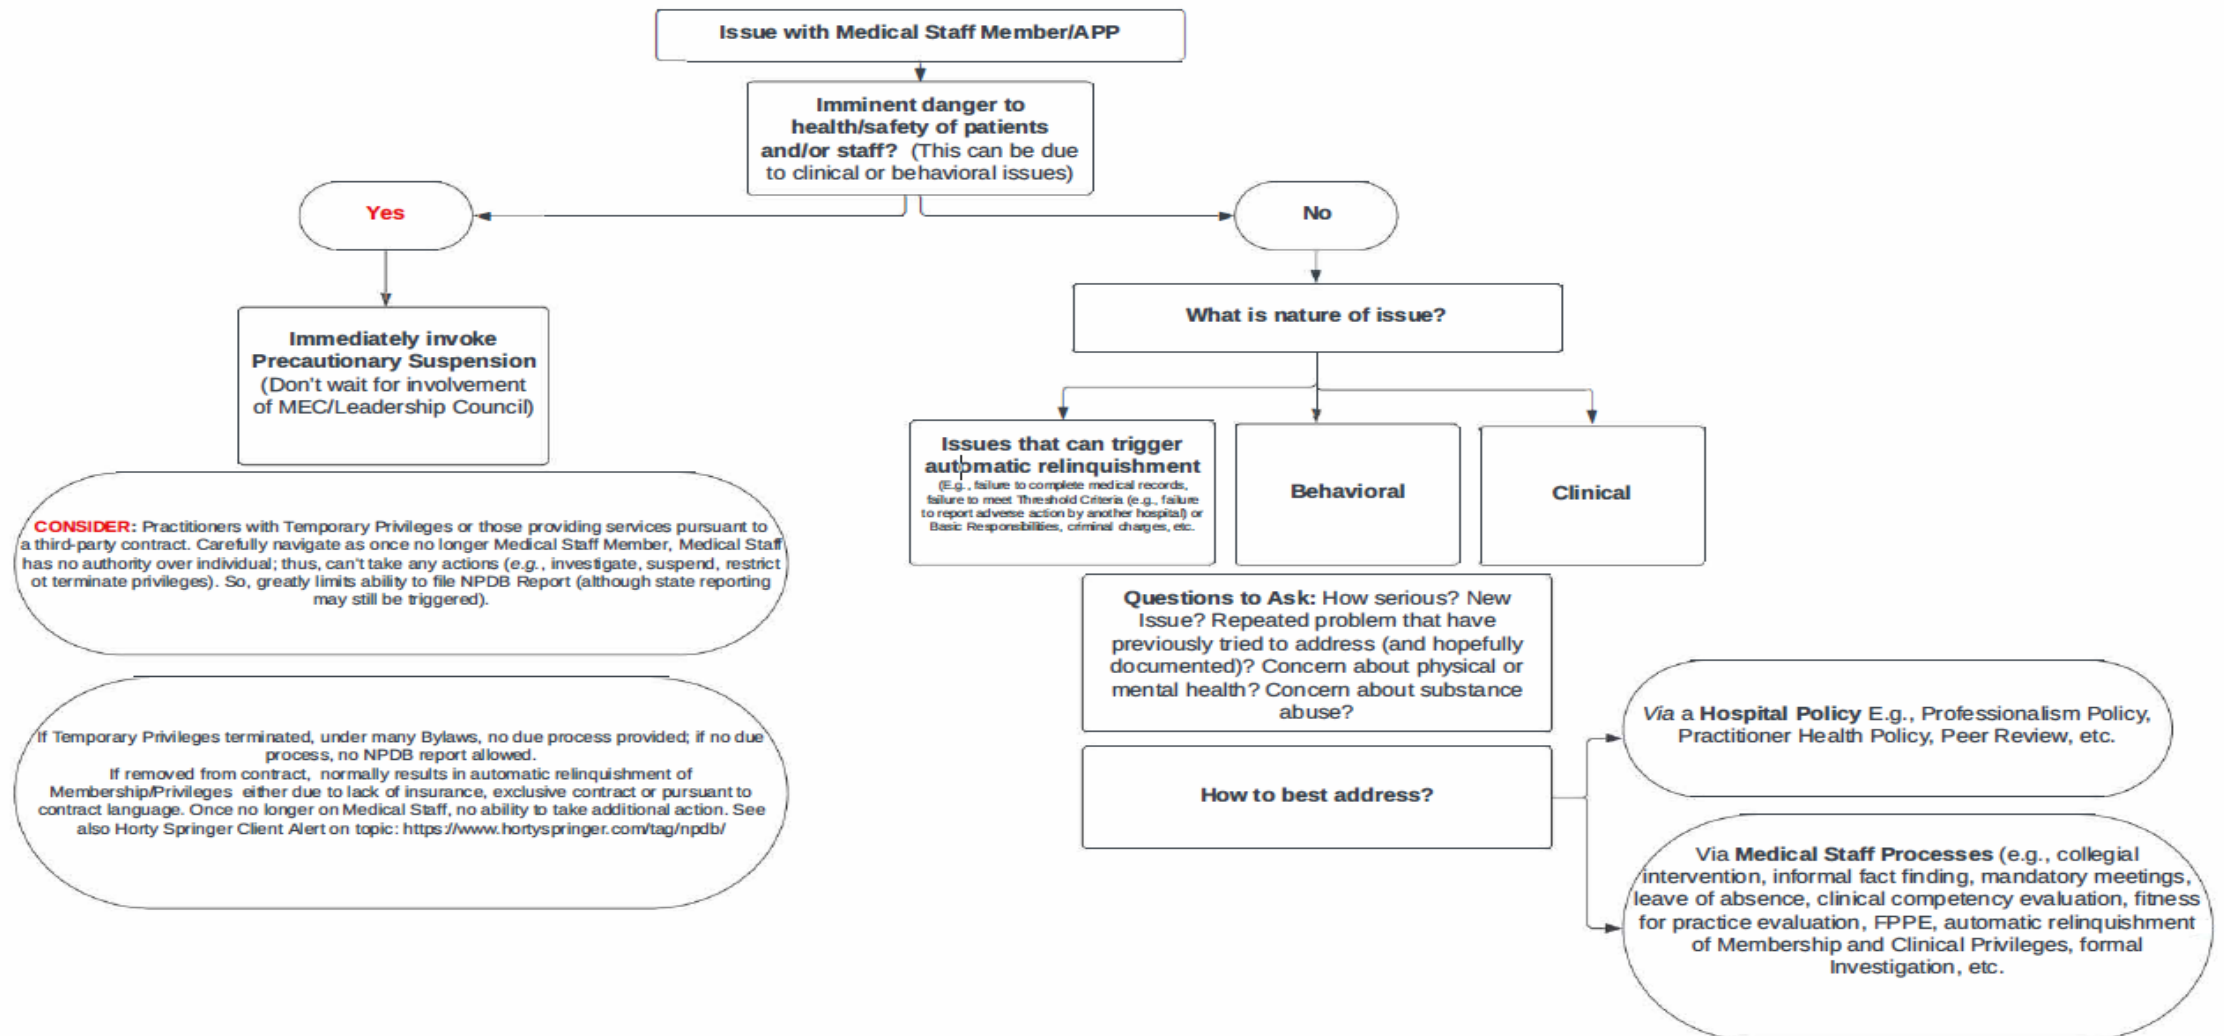 Issue with Medical Staff Member/APP
Imminent danger to
health/safety of patients
and/or staff? (This can be due
to clinical or behavioral issues)
Yes
No
Immediately invoke
Precautionary Suspension
(Don't wait for involvement
of MEC/Leadership Council)
What is nature of issue?
Issues that can trigger
automatic relinquishment
(E.g., failure to complete medical records,
failure to meet Threshold Criteria (e.g., failure
to report adverse action by another hospital) or
Basic Responsibilities, criminal charges, etc.
Behavioral
Clinical
CONSIDER: Practitioners with Temporary Privileges or those providing services pursuant to
a third-party contract. Carefully navigate as once no longer Medical Staff Member, Medical Staff
has no authority over individual; thus, can't take any actions (e.g., investigate, suspend, restrict
ot terminate privileges). So, greatly limits ability to file NPDB Report (although state reporting
may still be triggered).
Questions to Ask: How serious? New
Issue? Repeated problem that have
previously tried to address (and hopefully
documented)? Concern about physical or
mental health? Concern about substance
abuse?
If Temporary Privileges terminated, under many Bylaws, no due process provided; if no due
process, no NPDB report allowed.
If removed from contract, normally results in automatic relinquishment of
Membership/Privileges either due to lack of insurance, exclusive contract or pursuant to
contract language. Once no longer on Medical Staff, no ability to take additional action. See
also Horty Springer Client Alert on topic: https://www.hortyspringer.com/tag/npdb/
How to best address?
Via a Hospital Policy E.g., Professionalism Policy,
Practitioner Health Policy, Peer Review, etc.
Via Medical Staff Processes (e.g., collegial
intervention, informal fact finding, mandatory meetings,
leave of absence, clinical competency evaluation, fitness
for practice evaluation, FPPE, automatic relinquishment
of Membership and Clinical Privileges, formal
Investigation, etc.